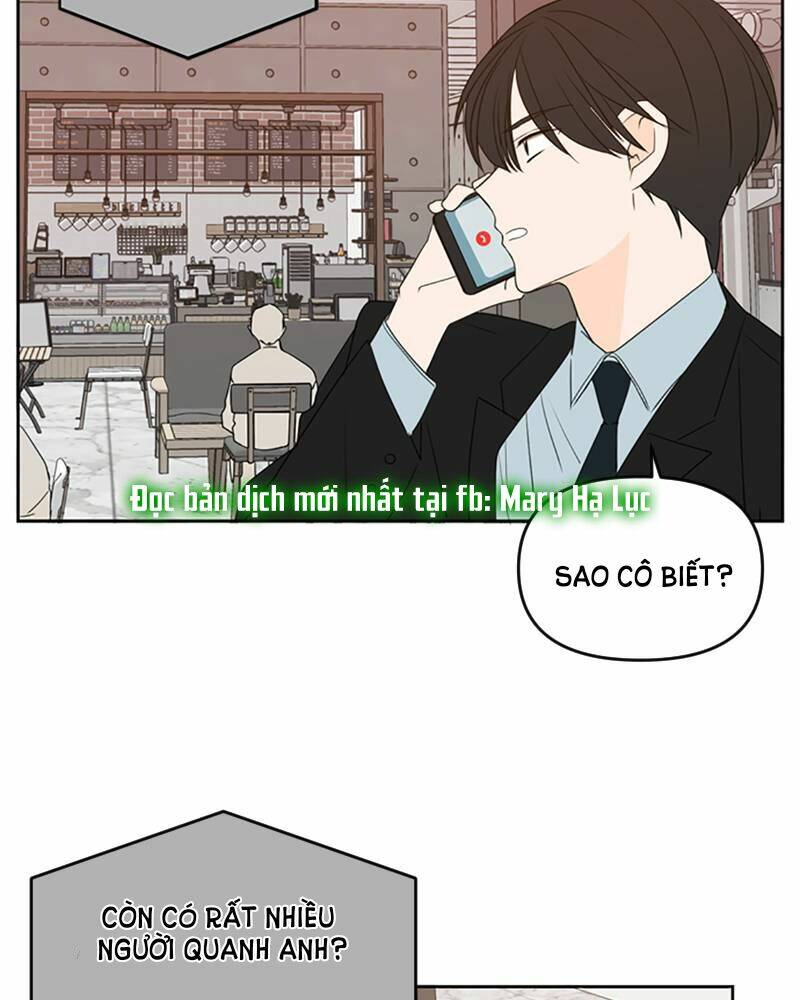 Đọc bản dịch mới nhất tại fb: Mary Hạ Lục
SAO CÔ BIẾT?
CÒN CÓ RẤT NHIỀU
NGƯỜI QUANH ANH?